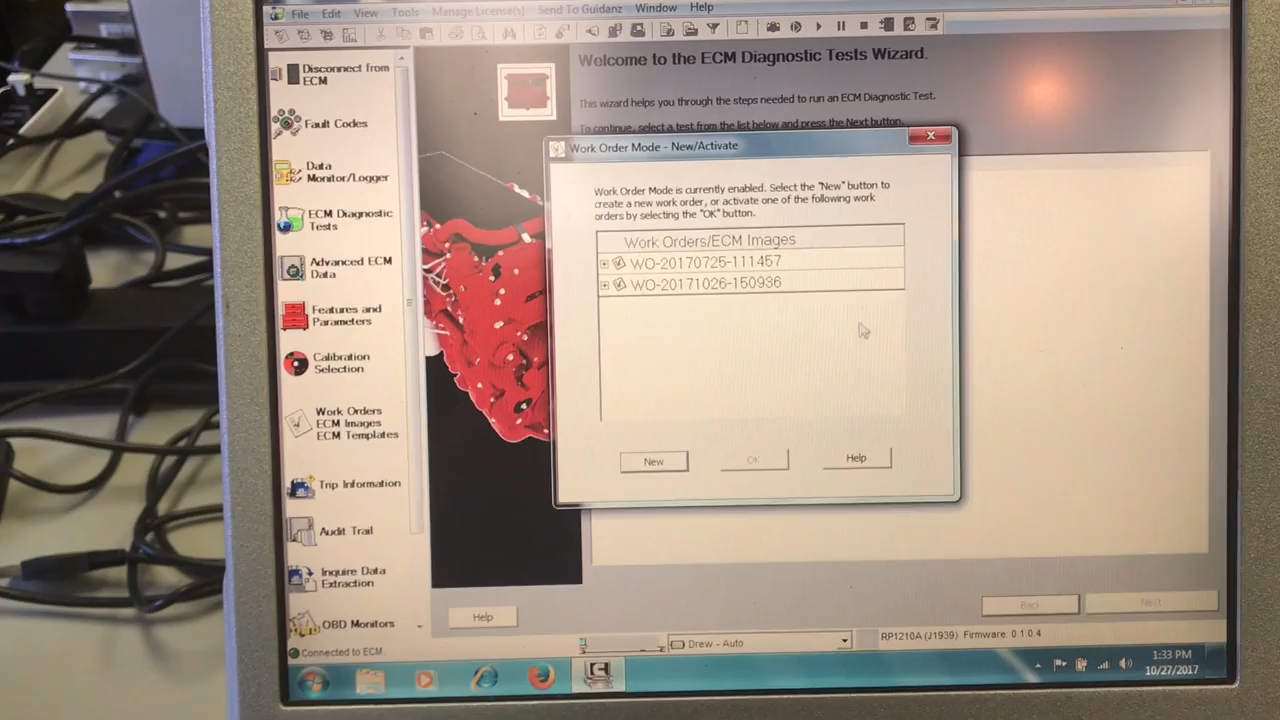 File Edit View Tools Manage License(s) Send To Guidanz Window Help
Disconnect from
ECM
Fault Codes
Data
Monitor/Logger
ECM Diagnostic
Tests
Advanced ECM
Data
Features and
Parameters
Calibration
Selection
Work Orders
ECM Images
ECM Templates
Trip Information
Audit Trail
Inquire Data
Extraction
OBD Monitors
Connected to ECM
Welcome to the ECM Diagnostic Tests Wizard.
This wizard helps you through the steps needed to run an ECM Diagnostic Test.
To continue, select a test from the list below and press the Next button.
Work Order Mode - New/Activate
Work Order Mode is currently enabled. Select the "New" button to
create a new work order, or activate one of the following work
orders by selecting the "OK" button.
Work Orders/ECM Images
WO-20170725-111457
WO-20171026-150936
New OK Help
Help Back Next
Drew - Auto
RP1210A (J1939) Firmware: 0.1.0.4
1:33 PM
10/27/2017